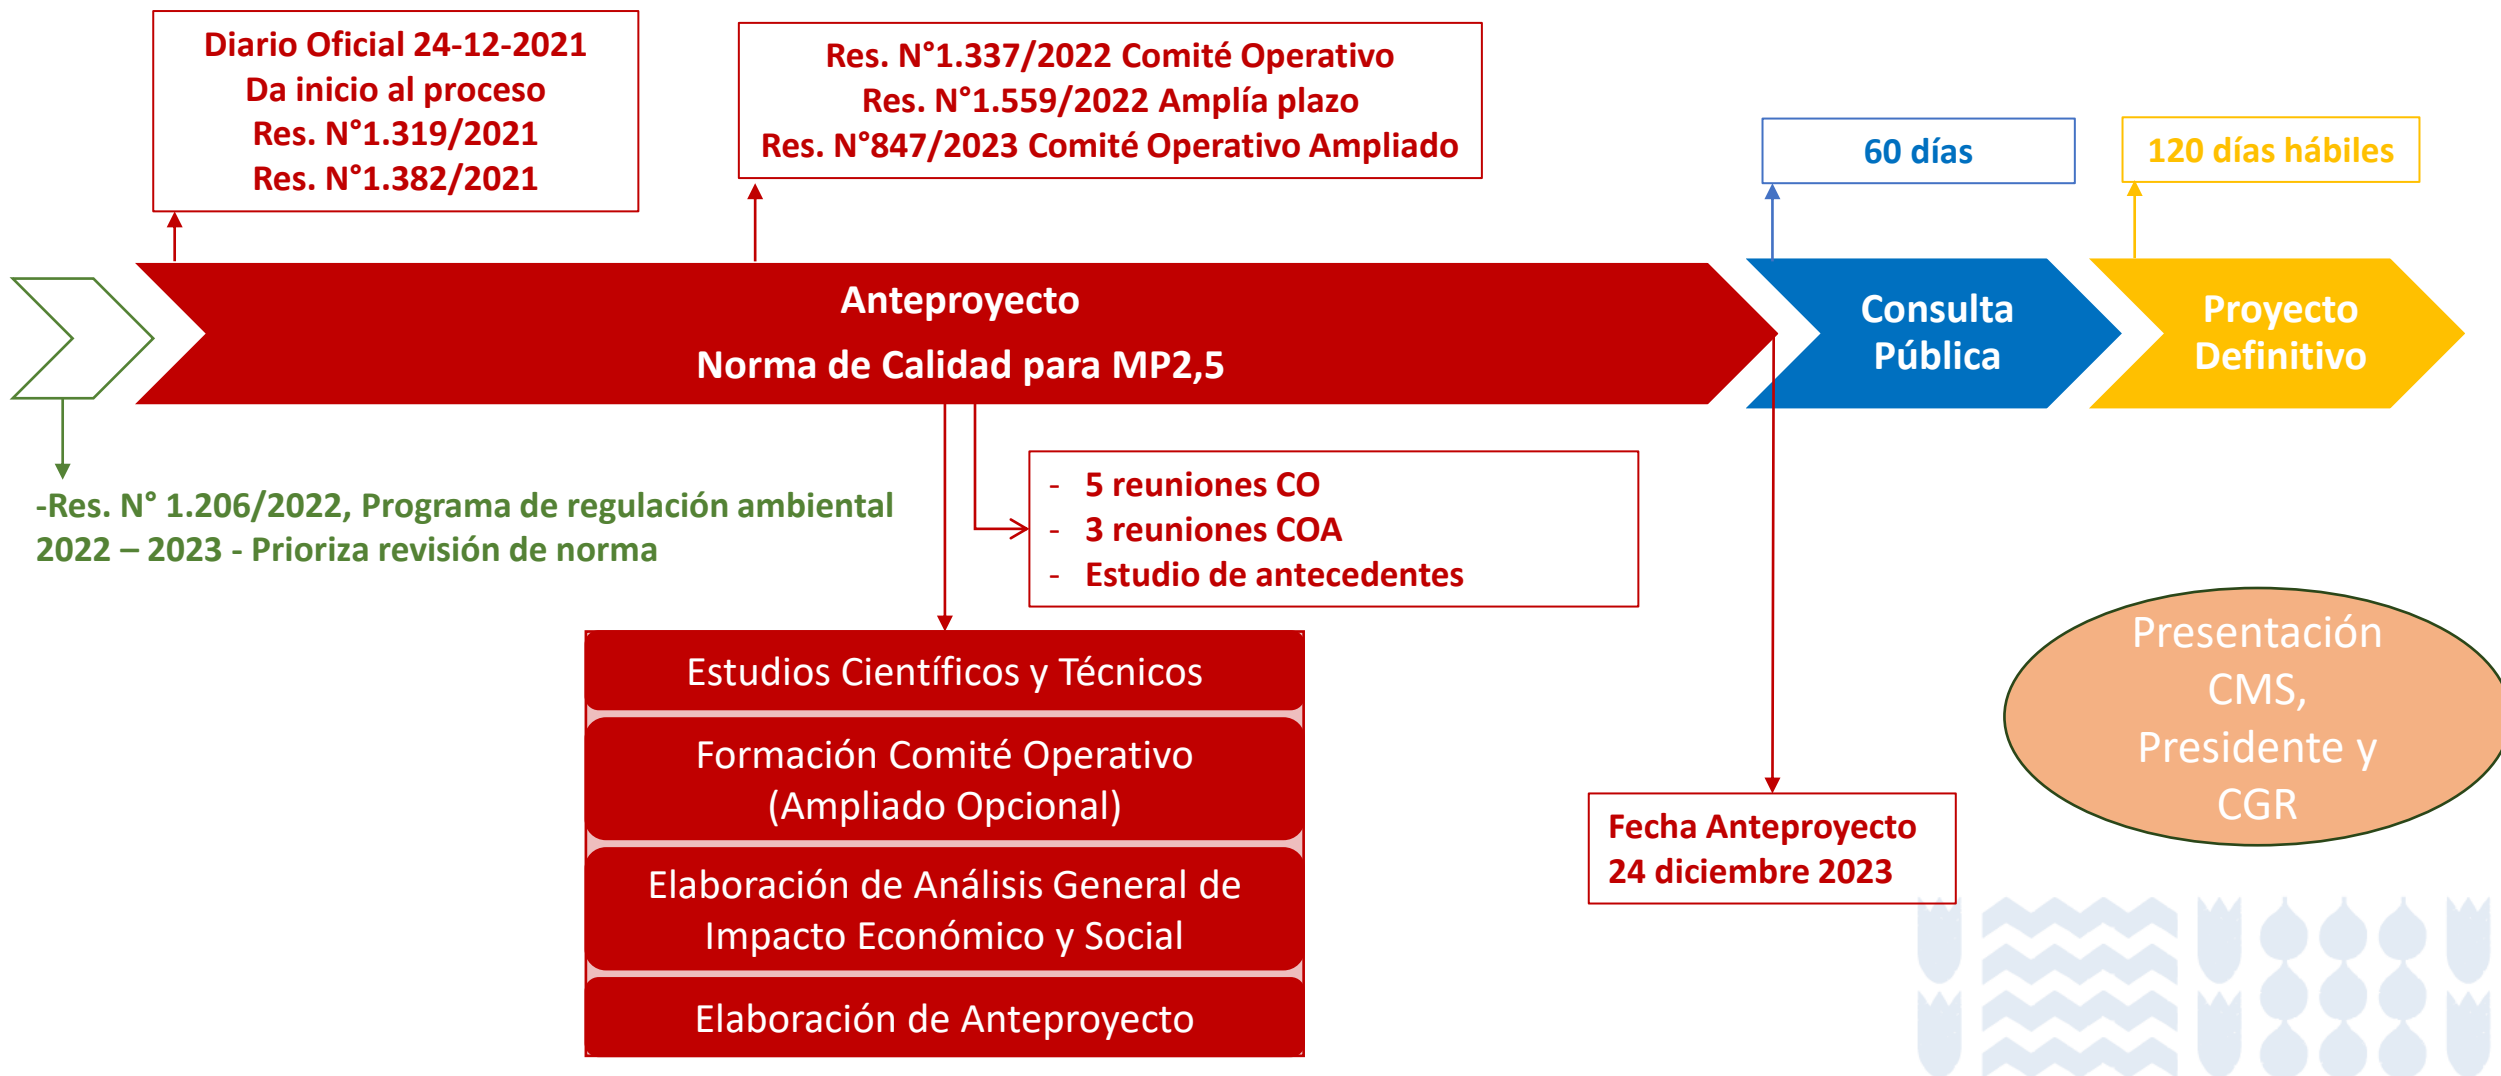 Diario Oficial 24-12-2021
Da inicio al proceso
Res. N°1.319/2021
Res. N°1.382/2021
Res. N°1.337/2022 Comité Operativo
Res. N°1.559/2022 Amplía plazo
Res. N°847/2023 Comité Operativo Ampliado
60 días
120 días hábiles
Anteproyecto
Norma de Calidad para MP2,5
Consulta
Pública
Proyecto
Definitivo
-Res. N° 1.206/2022, Programa de regulación ambiental
2022 – 2023 - Prioriza revisión de norma
- 5 reuniones CO
- 3 reuniones COA
- Estudio de antecedentes
Estudios Científicos y Técnicos
Formación Comité Operativo
(Ampliado Opcional)
Elaboración de Análisis General de
Impacto Económico y Social
Elaboración de Anteproyecto
Fecha Anteproyecto
24 diciembre 2023
Presentación
CMS,
Presidente y
CGR